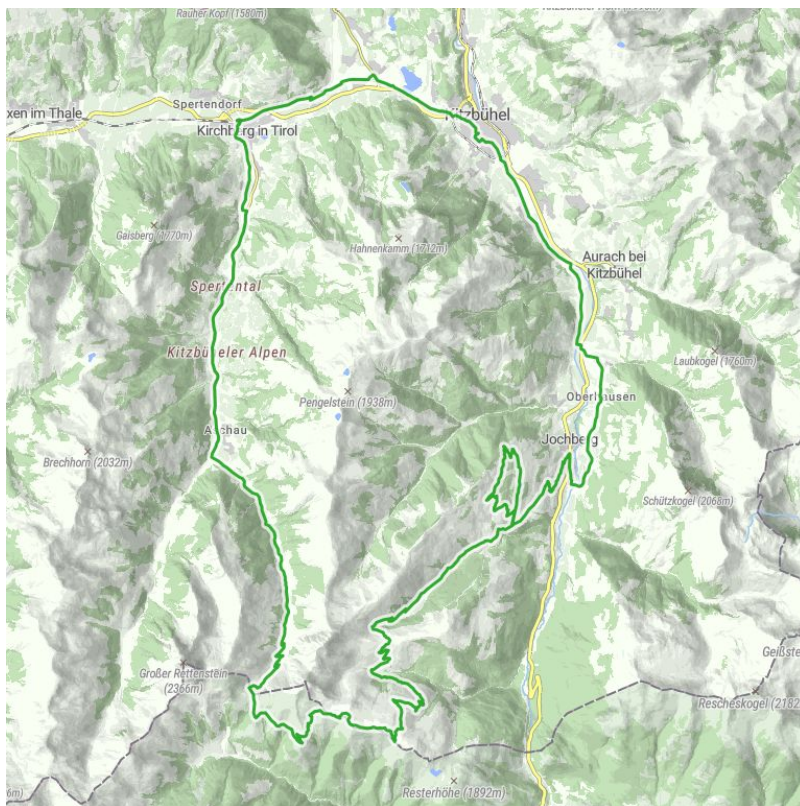 Rauher Kopf (1580m)
Spertendorf
xen im Thale
Kirchberg in Tirol
Kitzbühel
Gaisberg (1770m)
Hahnenkamm (1712m)
Aurach bei
Kitzbühel
Spertental
Kitzbüheler Alpen
Laubkogel (1760m)
Pengelstein (1938m)
Oberhausen
Aschau
Jochberg
Brechhorn (2032m)
Schützkogel (2068m)
Geißste
Großer Rettenstein
(2366m)
Rescheskogel (2182
Resterhöhe (1892m)
6m)